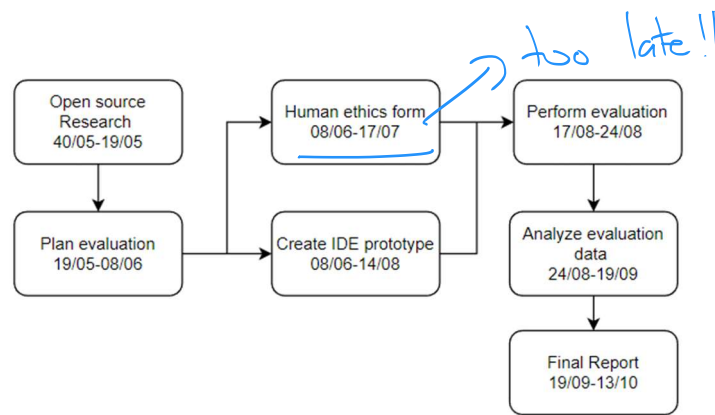 too late!!
Open source
Research
40/05-19/05
Human ethics form
08/06-17/07
Perform evaluation
17/08-24/08
Plan evaluation
19/05-08/06
Create IDE prototype
08/06-14/08
Analyze evaluation
data
24/08-19/09
Final Report
19/09-13/10